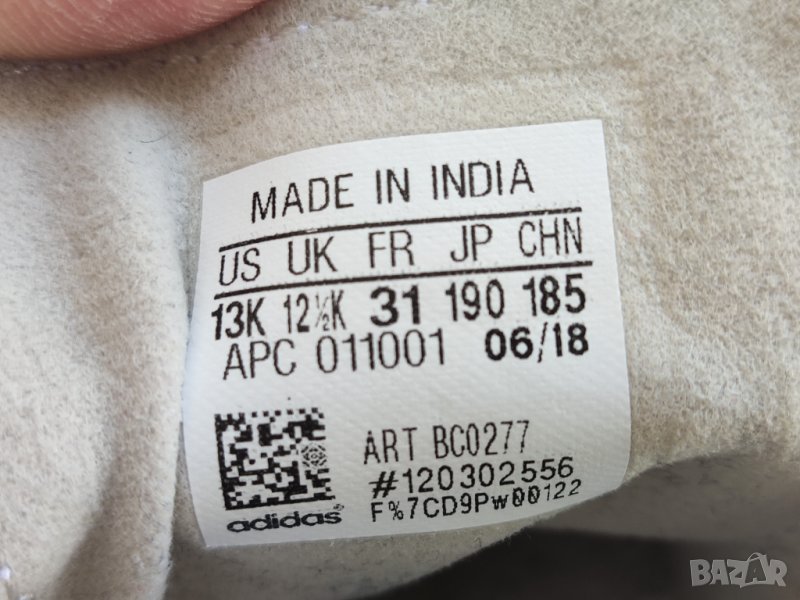 MADE IN INDIA
US UK FR JP CHN
13K 12½K 31 190 185
APC 011001 06/18
ART BC0277
#120302556
F%7CD9Pw00122
adidas
BAZAR